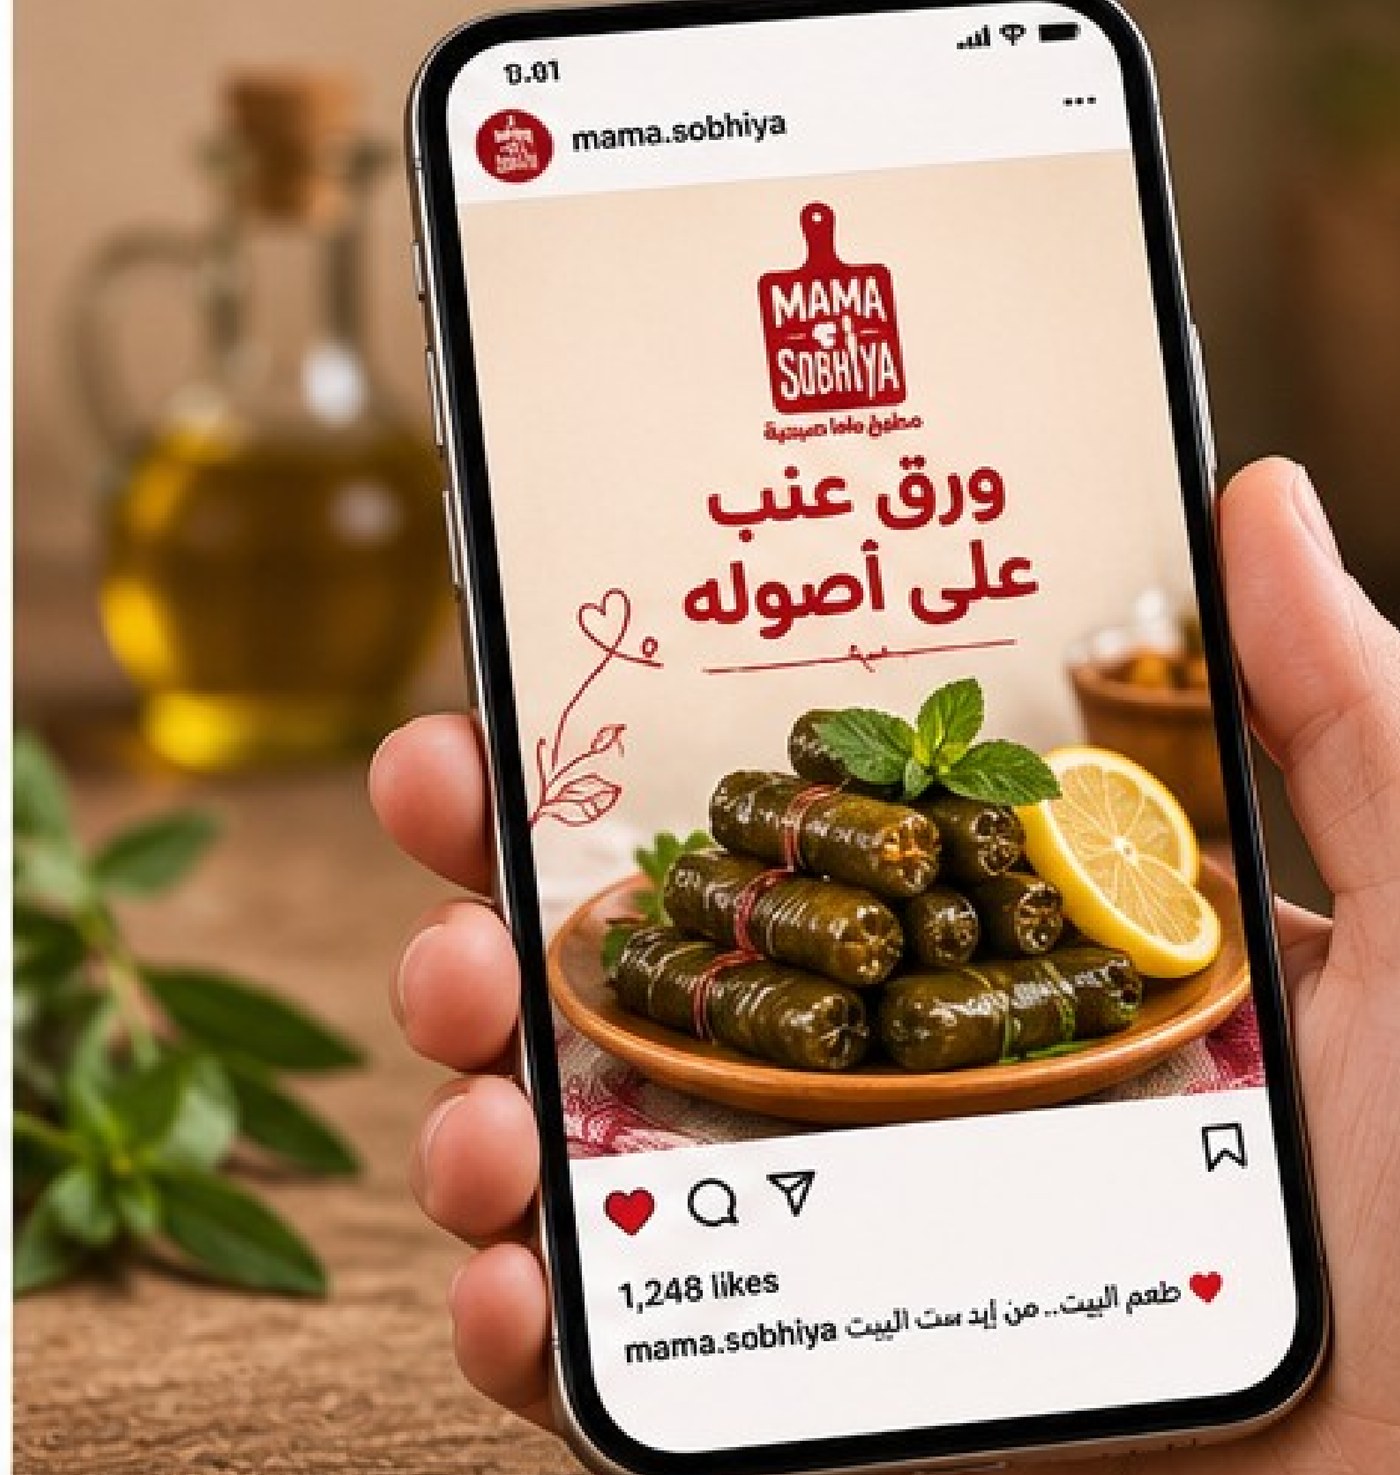 mama.sobhiya
MAMA
SOBHIYA
مطبخ ماما صبحية
ورق عنب
على أصوله
1,248 likes
mama.sobhiya طعم البيت.. من إيد ست البيت ❤️